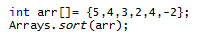 int arr[]= {5,4,3,2,4,-2};
Arrays.sort(arr);